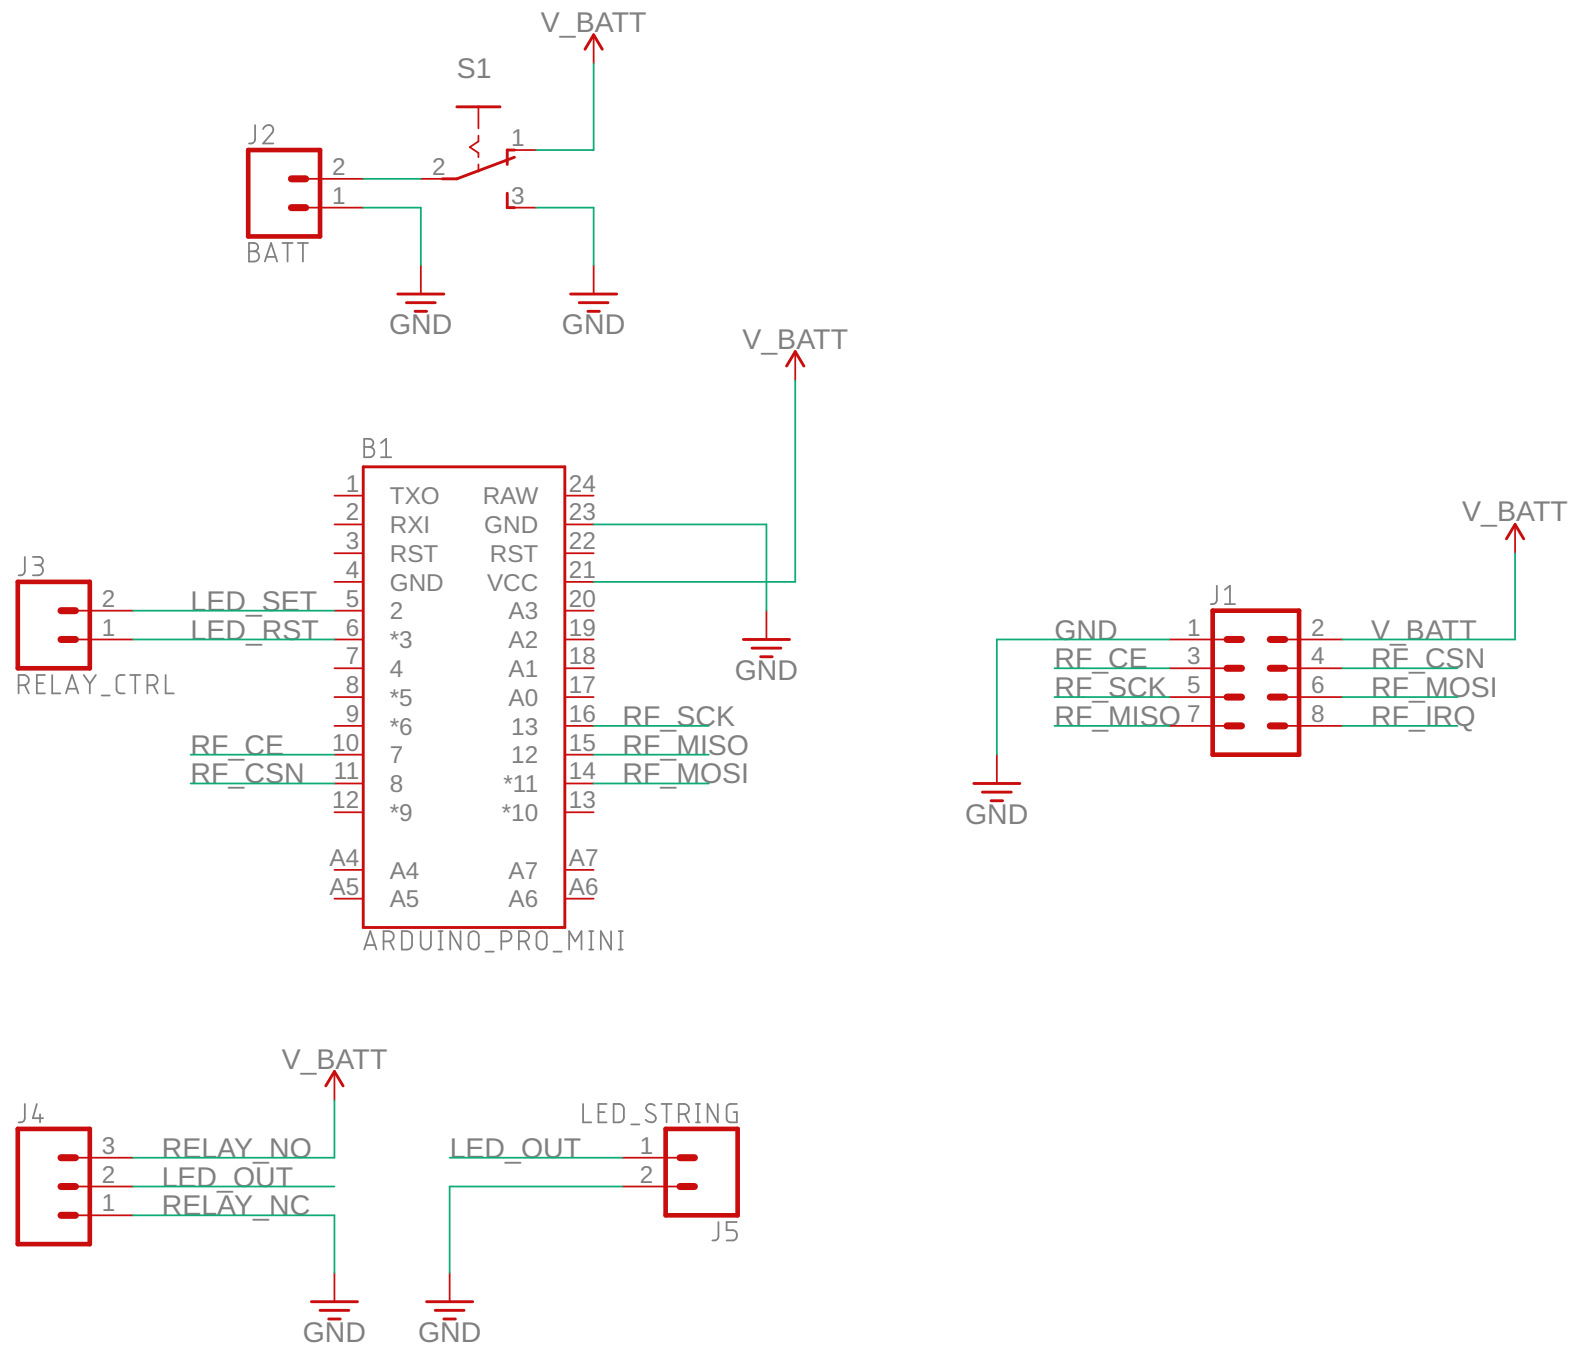 V_BATT
S1
J2
2
1
2
1
3
BATT
GND
GND
V_BATT
B1
1 TXO RAW 24
2 RXI GND 23
3 RST RST 22
4 GND VCC 21
5 2 A3 20
6 *3 A2 19
7 4 A1 18
8 *5 A0 17
9 *6 13 16 RF_SCK
RF_CE 10 7 12 15 RF_MISO
RF_CSN 11 8 *11 14 RF_MOSI
12 *9 *10 13
A4 A4 A7 A7
A5 A5 A6 A6
ARDUINO_PRO_MINI
GND
J3
2 LED_SET
1 LED_RST
RELAY_CTRL
V_BATT
J1
GND 1 2 V_BATT
RF_CE 3 4 RF_CSN
RF_SCK 5 6 RF_MOSI
RF_MISO 7 8 RF_IRQ
GND
V_BATT
J4
3 RELAY_NO
2 LED_OUT
1 RELAY_NC
GND
LED_STRING
LED_OUT 1
2
J5
GND